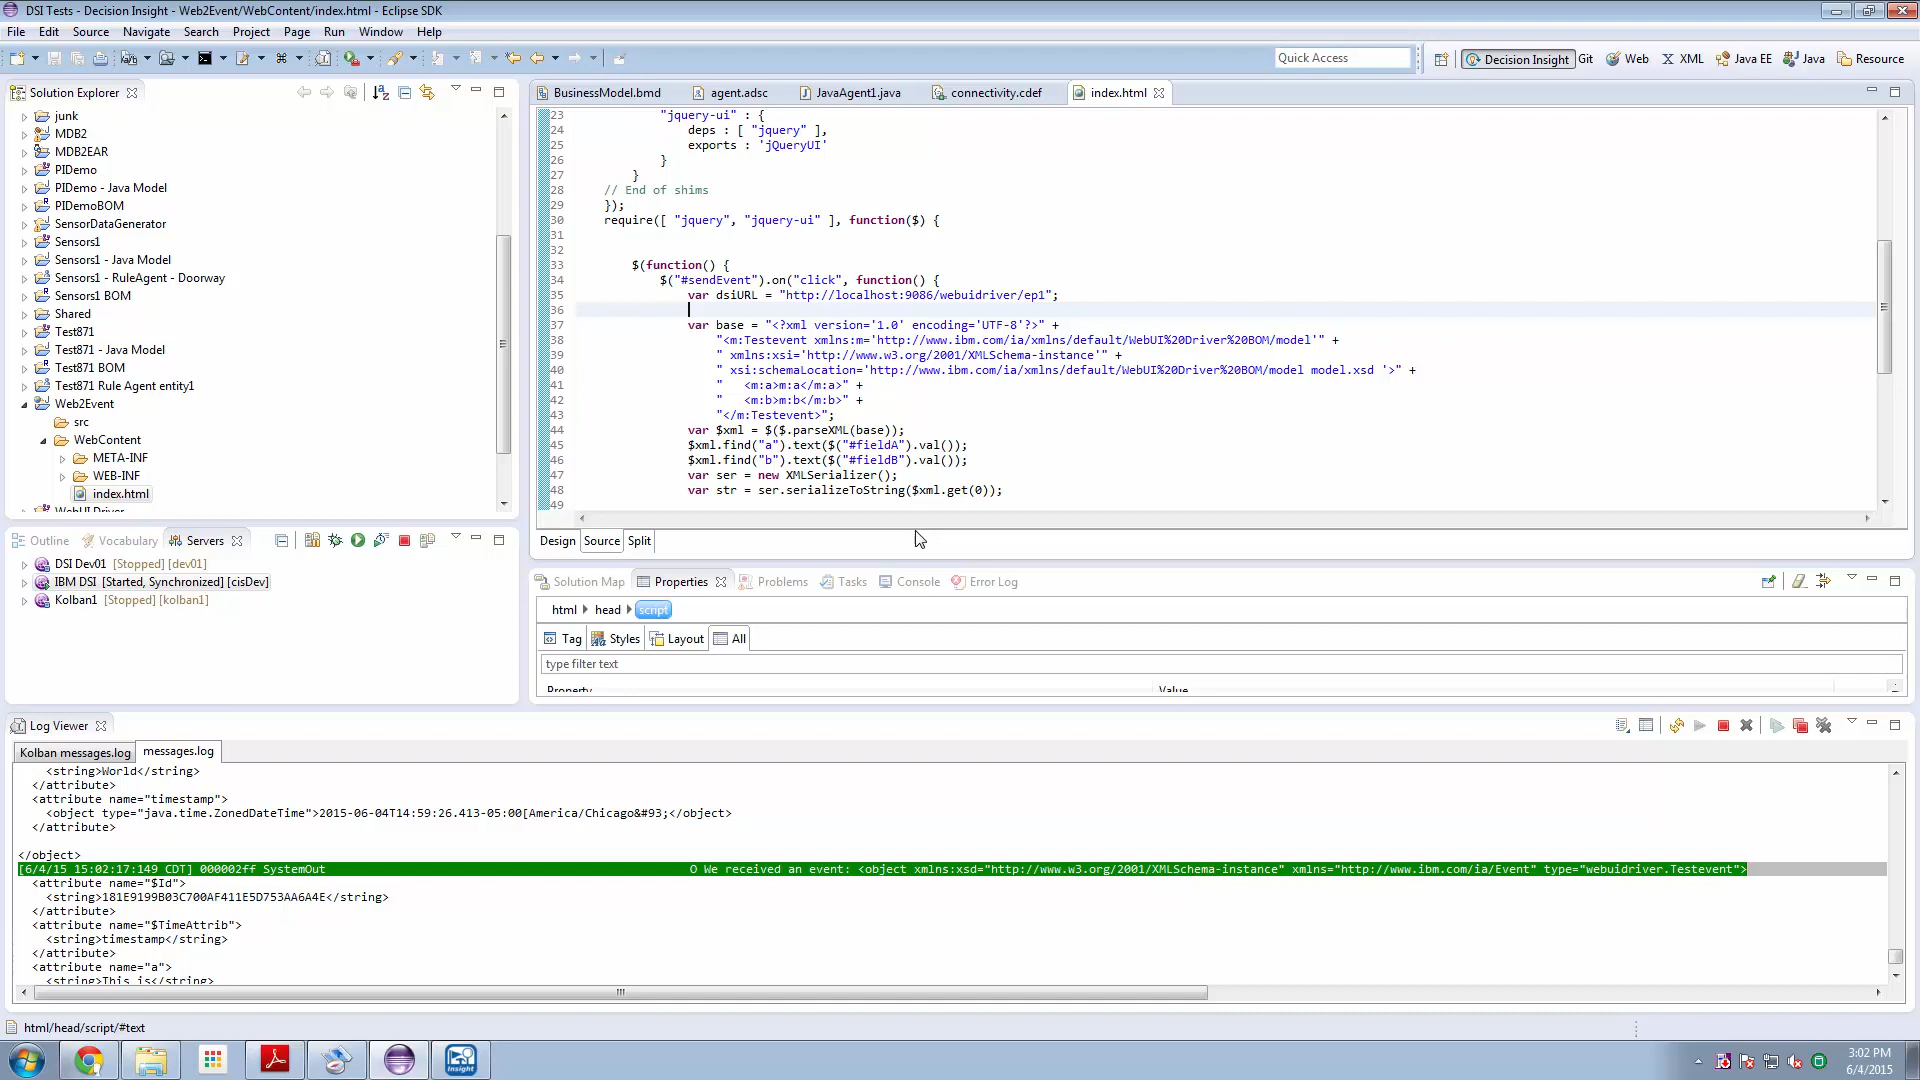 DSI Tests - Decision Insight - Web2Event/WebContent/index.html - Eclipse SDK
File Edit Source Navigate Search Project Page Run Window Help
Quick Access
Decision Insight Git Web XML Java EE Java Resource
Solution Explorer
junk
MDB2
MDB2EAR
PIDemo
PIDemo - Java Model
PIDemoBOM
SensorDataGenerator
Sensors1
Sensors1 - Java Model
Sensors1 - RuleAgent - Doorway
Sensors1 BOM
Shared
Test871
Test871 - Java Model
Test871 BOM
Test871 Rule Agent entity1
Web2Event
src
WebContent
META-INF
WEB-INF
index.html
WebUI Driver
Outline Vocabulary Servers
DSI Dev01 [Stopped] [dev01]
IBM DSI [Started, Synchronized] [cisDev]
Kolban1 [Stopped] [kolban1]
BusinessModel.bmd agent.adsc JavaAgent1.java connectivity.cdef index.html
23 "jquery-ui" : {
24 deps : [ "jquery" ],
25 exports : 'jQueryUI'
26 }
27 }
28 // End of shims
29 });
30 require([ "jquery", "jquery-ui" ], function($) {
31
32
33 $(function() {
34 $("#sendEvent").on("click", function() {
35 var dsiURL = "http://localhost:9086/webuidriver/ep1";
36
37 var base = "<?xml version='1.0' encoding='UTF-8'?>" +
38 "<m:Testevent xmlns:m='http://www.ibm.com/ia/xmlns/default/WebUI%20Driver%20BOM/model'" +
39 " xmlns:xsi='http://www.w3.org/2001/XMLSchema-instance'" +
40 " xsi:schemaLocation='http://www.ibm.com/ia/xmlns/default/WebUI%20Driver%20BOM/model model.xsd '>" +
41 " <m:a>m:a</m:a>" +
42 " <m:b>m:b</m:b>" +
43 "</m:Testevent>";
44 var $xml = $($.parseXML(base));
45 $xml.find("a").text($("#fieldA").val());
46 $xml.find("b").text($("#fieldB").val());
47 var ser = new XMLSerializer();
48 var str = ser.serializeToString($xml.get(0));
49
Design Source Split
Solution Map Properties Problems Tasks Console Error Log
html head script
Tag Styles Layout All
type filter text
Property Value
Log Viewer
Kolban messages.log messages.log
<string>World</string>
</attribute>
<attribute name="timestamp">
<object type="java.time.ZonedDateTime">2015-06-04T14:59:26.413-05:00[America/Chicago&#93;</object>
</attribute>
</object>
[6/4/15 15:02:17:149 CDT] 000002ff SystemOut O We received an event: <object xmlns:xsd="http://www.w3.org/2001/XMLSchema-instance" xmlns="http://www.ibm.com/ia/Event" type="webuidriver.Testevent">
<attribute name="$Id">
<string>181E9199B03C700AF411E5D753AA6A4E</string>
</attribute>
<attribute name="$TimeAttrib">
<string>timestamp</string>
</attribute>
<attribute name="a">
<string>This is</string>
html/head/script/#text
Insight
3:02 PM
6/4/2015